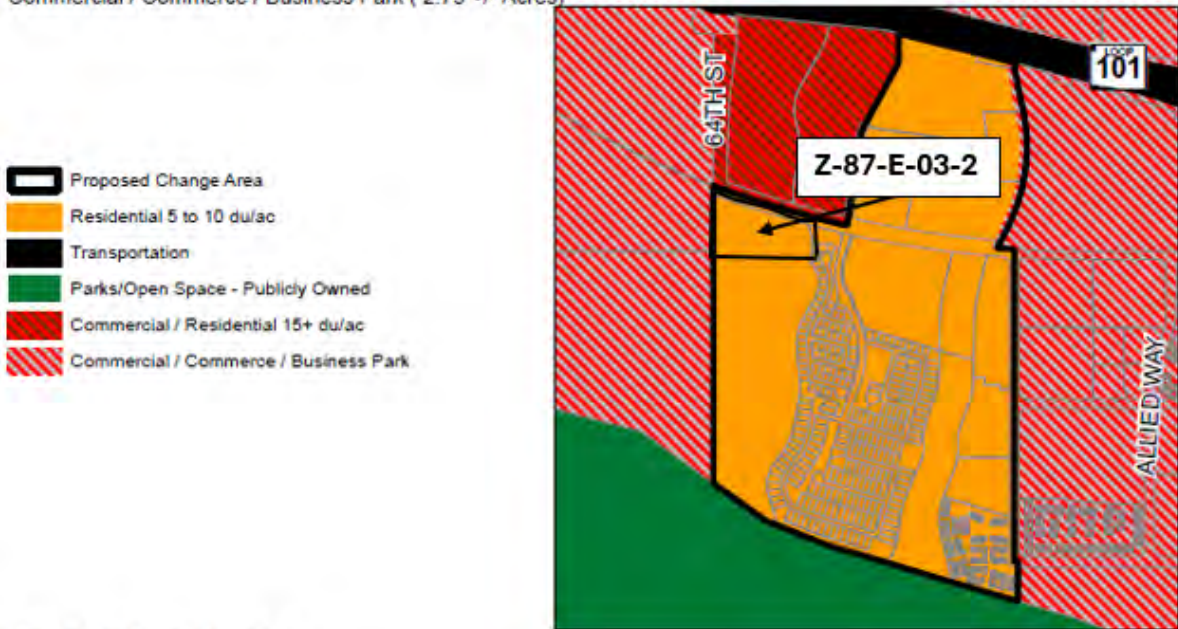 Commercial / Commerce / Business Park ( 2.79 +/- Acres)
Proposed Change Area
Residential 5 to 10 du/ac
Transportation
Parks/Open Space - Publicly Owned
Commercial / Residential 15+ du/ac
Commercial / Commerce / Business Park
64TH ST
LOOP
101
Z-87-E-03-2
ALLIED WAY